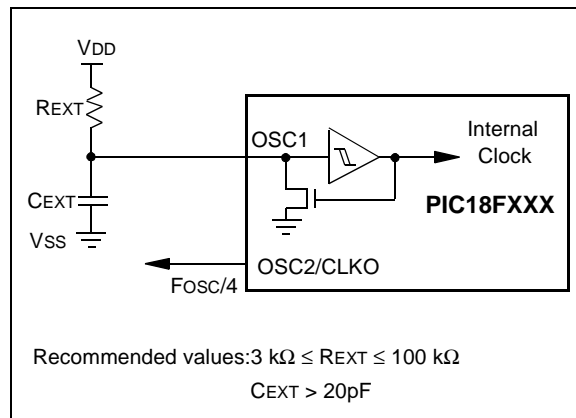 VDD
REXT
OSC1
Internal
Clock
CEXT
PIC18FXXX
VSS
OSC2/CLKO
FOSC/4
Recommended values:3 kΩ ≤ REXT ≤ 100 kΩ
CEXT > 20pF